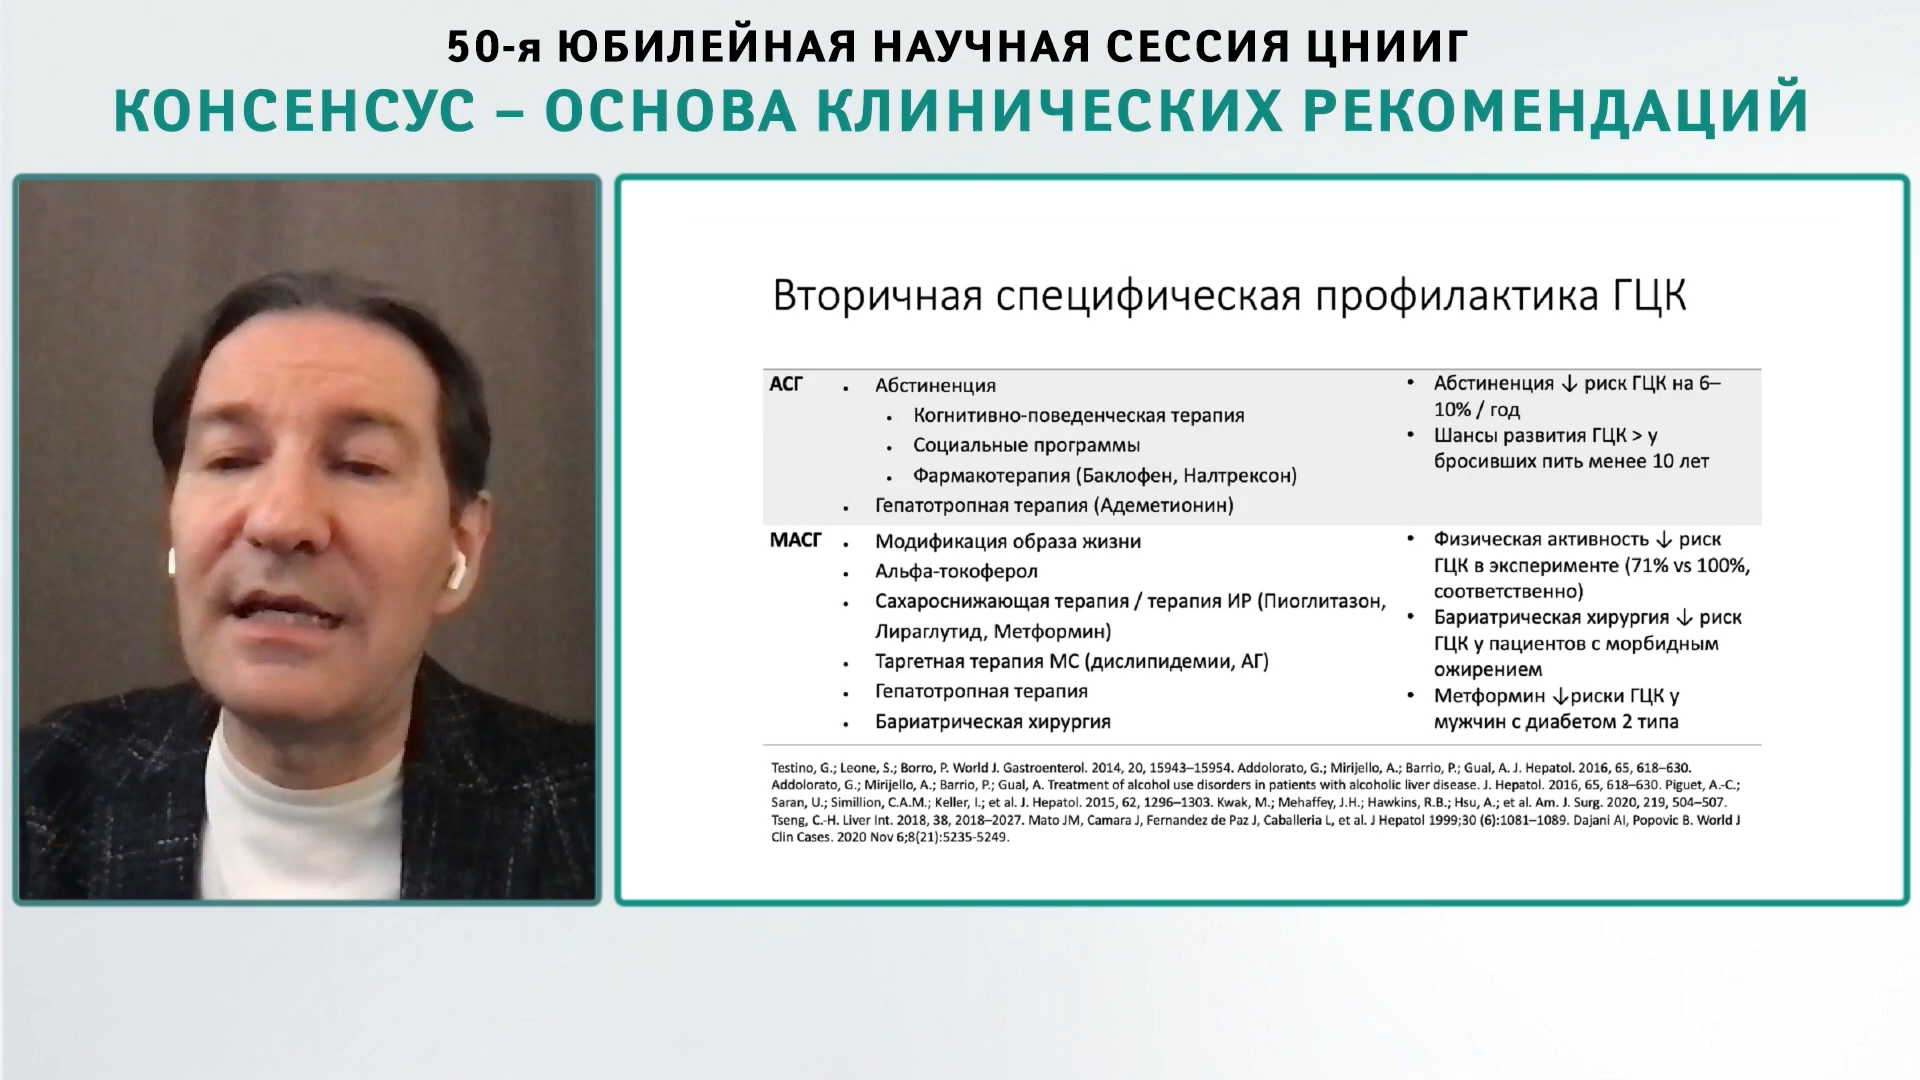 50-я ЮБИЛЕЙНАЯ НАУЧНАЯ СЕССИЯ ЦНИИГ
КОНСЕНСУС – ОСНОВА КЛИНИЧЕСКИХ РЕКОМЕНДАЦИЙ
Вторичная специфическая профилактика ГЦК
АСГ
• Абстиненция
• Когнитивно-поведенческая терапия
• Социальные программы
• Фармакотерапия (Баклофен, Налтрексон)
• Гепатотропная терапия (Адеметионин)
• Абстиненция ↓ риск ГЦК на 6–
10% / год
• Шансы развития ГЦК > у
бросивших пить менее 10 лет
МАСГ
• Модификация образа жизни
• Альфа-токоферол
• Сахароснижающая терапия / терапия ИР (Пиоглитазон,
Лираглутид, Метформин)
• Таргетная терапия МС (дислипидемии, АГ)
• Гепатотропная терапия
• Бариатрическая хирургия
• Физическая активность ↓ риск
ГЦК в эксперименте (71% vs 100%,
соответственно)
• Бариатрическая хирургия ↓ риск
ГЦК у пациентов с морбидным
ожирением
• Метформин ↓риски ГЦК у
мужчин с диабетом 2 типа
Testino, G.; Leone, S.; Borro, P. World J. Gastroenterol. 2014, 20, 15943–15954. Addolorato, G.; Mirijello, A.; Barrio, P.; Gual, A. J. Hepatol. 2016, 65, 618–630.
Addolorato, G.; Mirijello, A.; Barrio, P.; Gual, A. Treatment of alcohol use disorders in patients with alcoholic liver disease. J. Hepatol. 2016, 65, 618–630. Piguet, A.-C.;
Saran, U.; Simillion, C.A.M.; Keller, I.; et al. J. Hepatol. 2015, 62, 1296–1303. Kwak, M.; Mehaffey, J.H.; Hawkins, R.B.; Hsu, A.; et al. Am. J. Surg. 2020, 219, 504–507.
Tseng, C.-H. Liver Int. 2018, 38, 2018–2027. Mato JM, Camara J, Fernandez de Paz J, Caballeria L, et al. J Hepatol 1999;30 (6):1081–1089. Dajani AI, Popovic B. World J
Clin Cases. 2020 Nov 6;8(21):5235-5249.